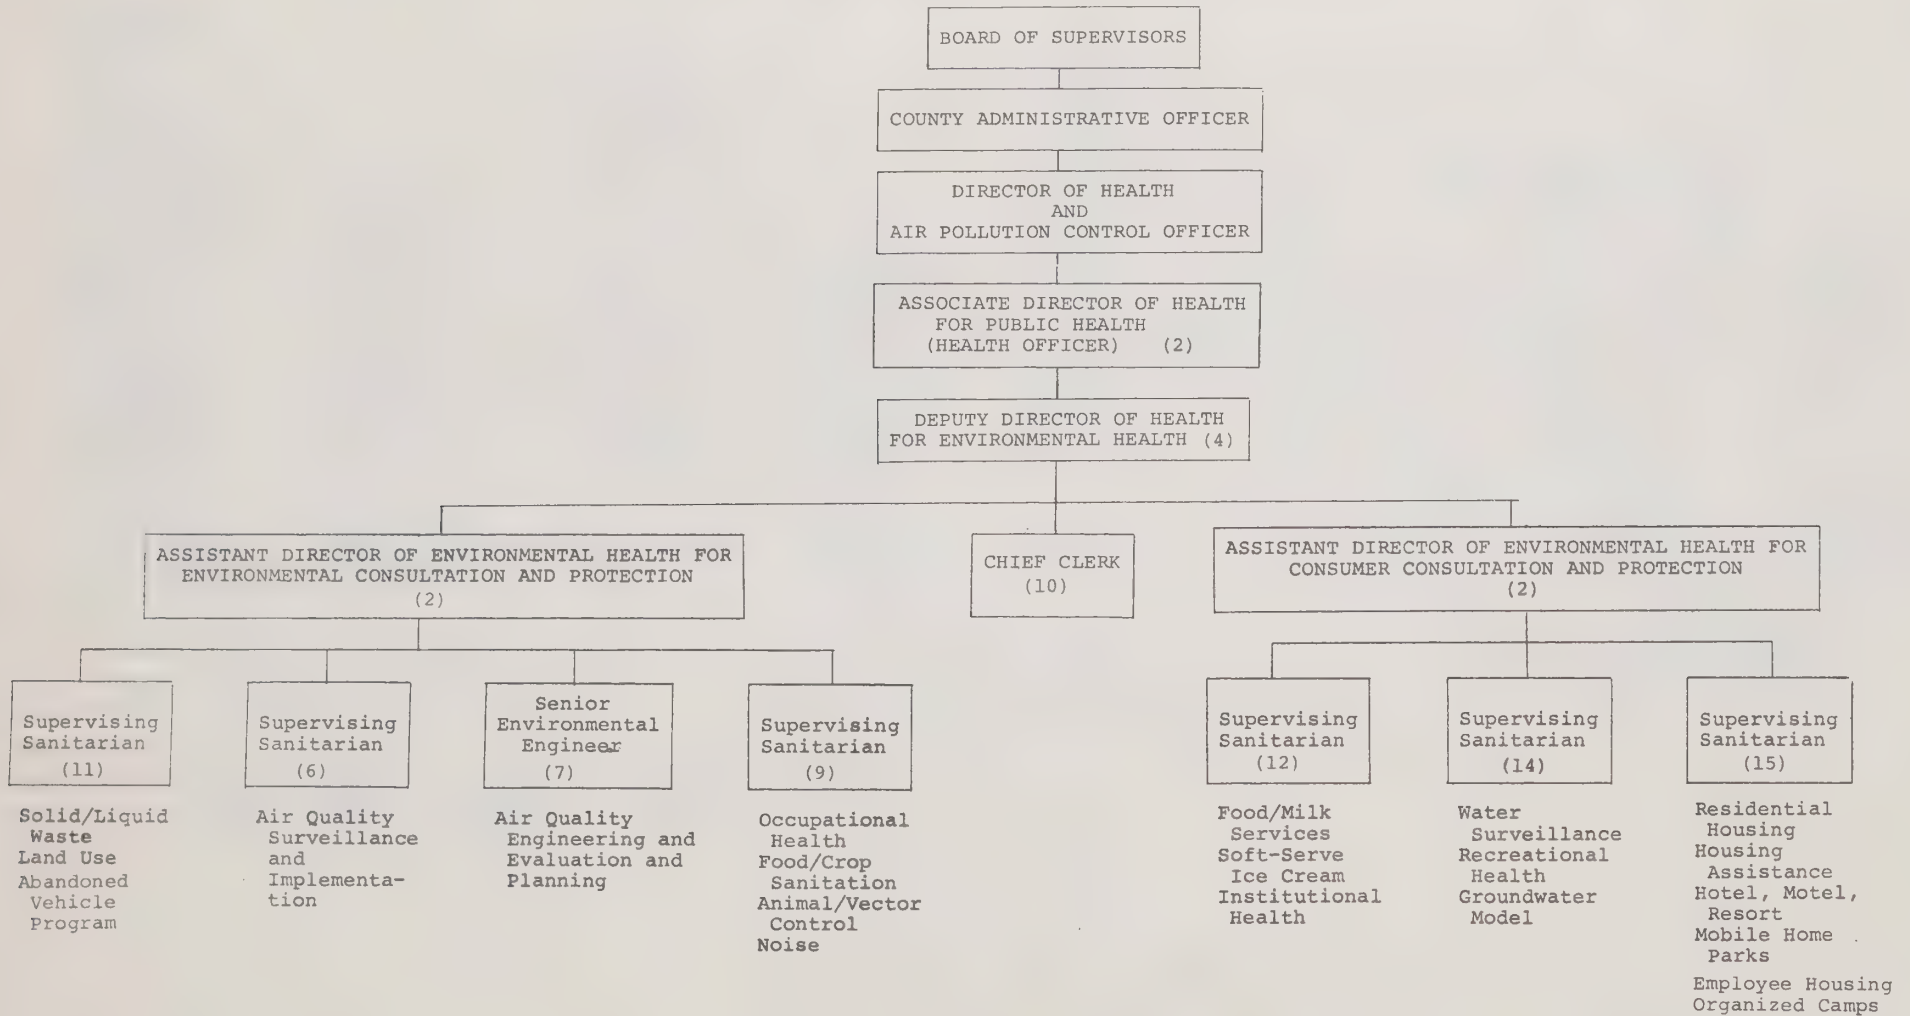 BOARD OF SUPERVISORS
COUNTY ADMINISTRATIVE OFFICER
DIRECTOR OF HEALTH
AND
AIR POLLUTION CONTROL OFFICER
ASSOCIATE DIRECTOR OF HEALTH
FOR PUBLIC HEALTH
(HEALTH OFFICER) (2)
DEPUTY DIRECTOR OF HEALTH
FOR ENVIRONMENTAL HEALTH (4)
ASSISTANT DIRECTOR OF ENVIRONMENTAL HEALTH FOR
ENVIRONMENTAL CONSULTATION AND PROTECTION
(2)
CHIEF CLERK
(10)
ASSISTANT DIRECTOR OF ENVIRONMENTAL HEALTH FOR
CONSUMER CONSULTATION AND PROTECTION
(2)
Supervising
Sanitarian
(11)
Solid/Liquid
Waste
Land Use
Abandoned
Vehicle
Program
Supervising
Sanitarian
(6)
Air Quality
Surveillance
and
Implementa-
tion
Senior
Environmental
Engineer
(7)
Air Quality
Engineering and
Evaluation and
Planning
Supervising
Sanitarian
(9)
Occupational
Health
Food/Crop
Sanitation
Animal/Vector
Control
Noise
Supervising
Sanitarian
(12)
Food/Milk
Services
Soft-Serve
Ice Cream
Institutional
Health
Supervising
Sanitarian
(14)
Water
Surveillance
Recreational
Health
Groundwater
Model
Supervising
Sanitarian
(15)
Residential
Housing
Housing
Assistance
Hotel, Motel,
Resort
Mobile Home
Parks
Employee Housing
Organized Camps